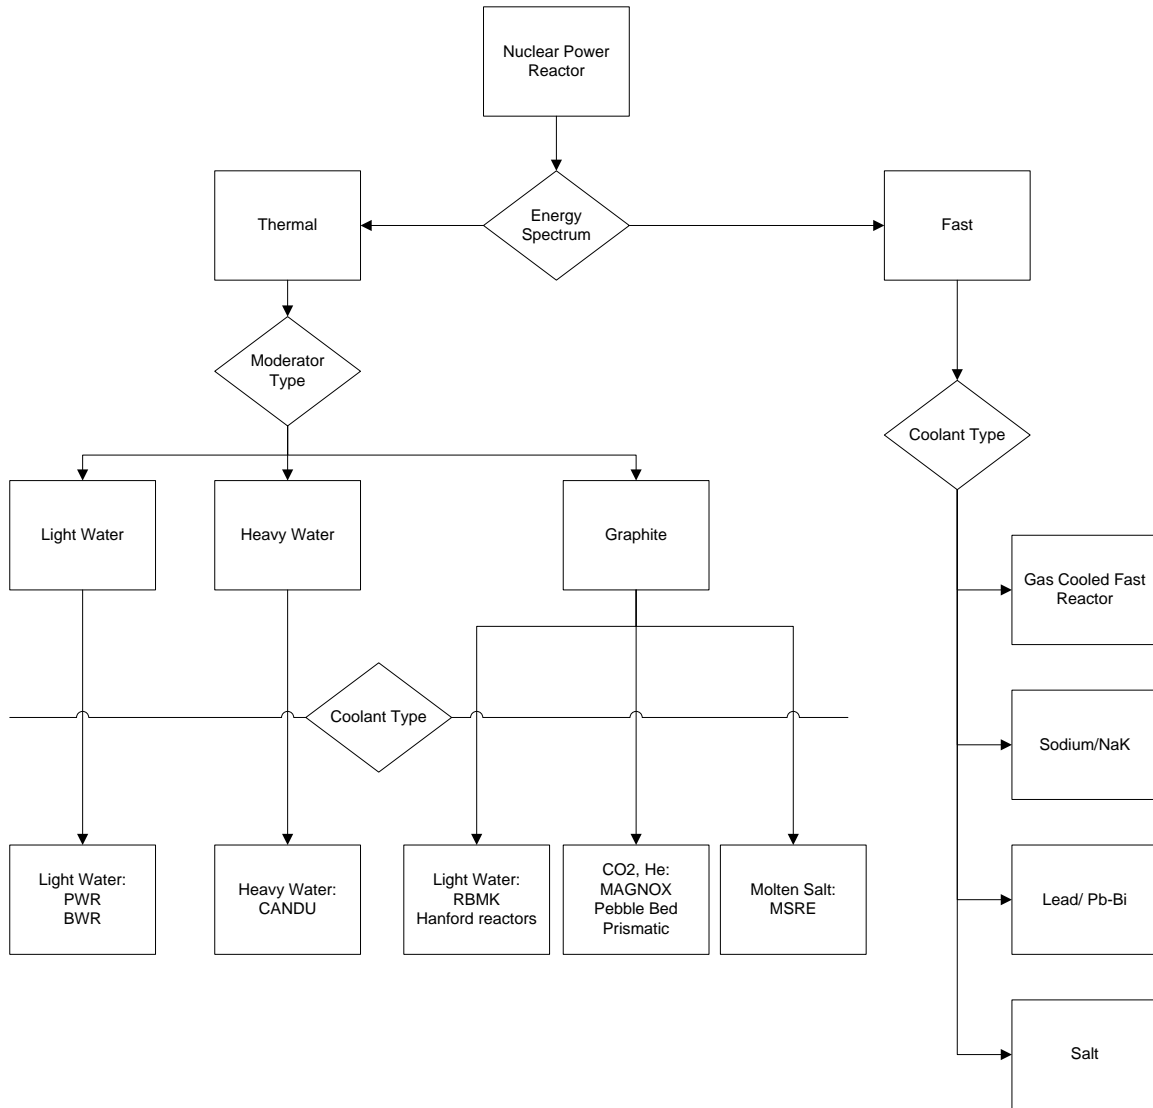 Nuclear Power
Reactor
Thermal
Energy
Spectrum
Fast
Moderator
Type
Coolant Type
Light Water
Heavy Water
Graphite
Gas Cooled Fast
Reactor
Coolant Type
Sodium/NaK
Light Water:
PWR
BWR
Heavy Water:
CANDU
Light Water:
RBMK
Hanford reactors
CO2, He:
MAGNOX
Pebble Bed
Prismatic
Molten Salt:
MSRE
Lead/ Pb-Bi
Salt